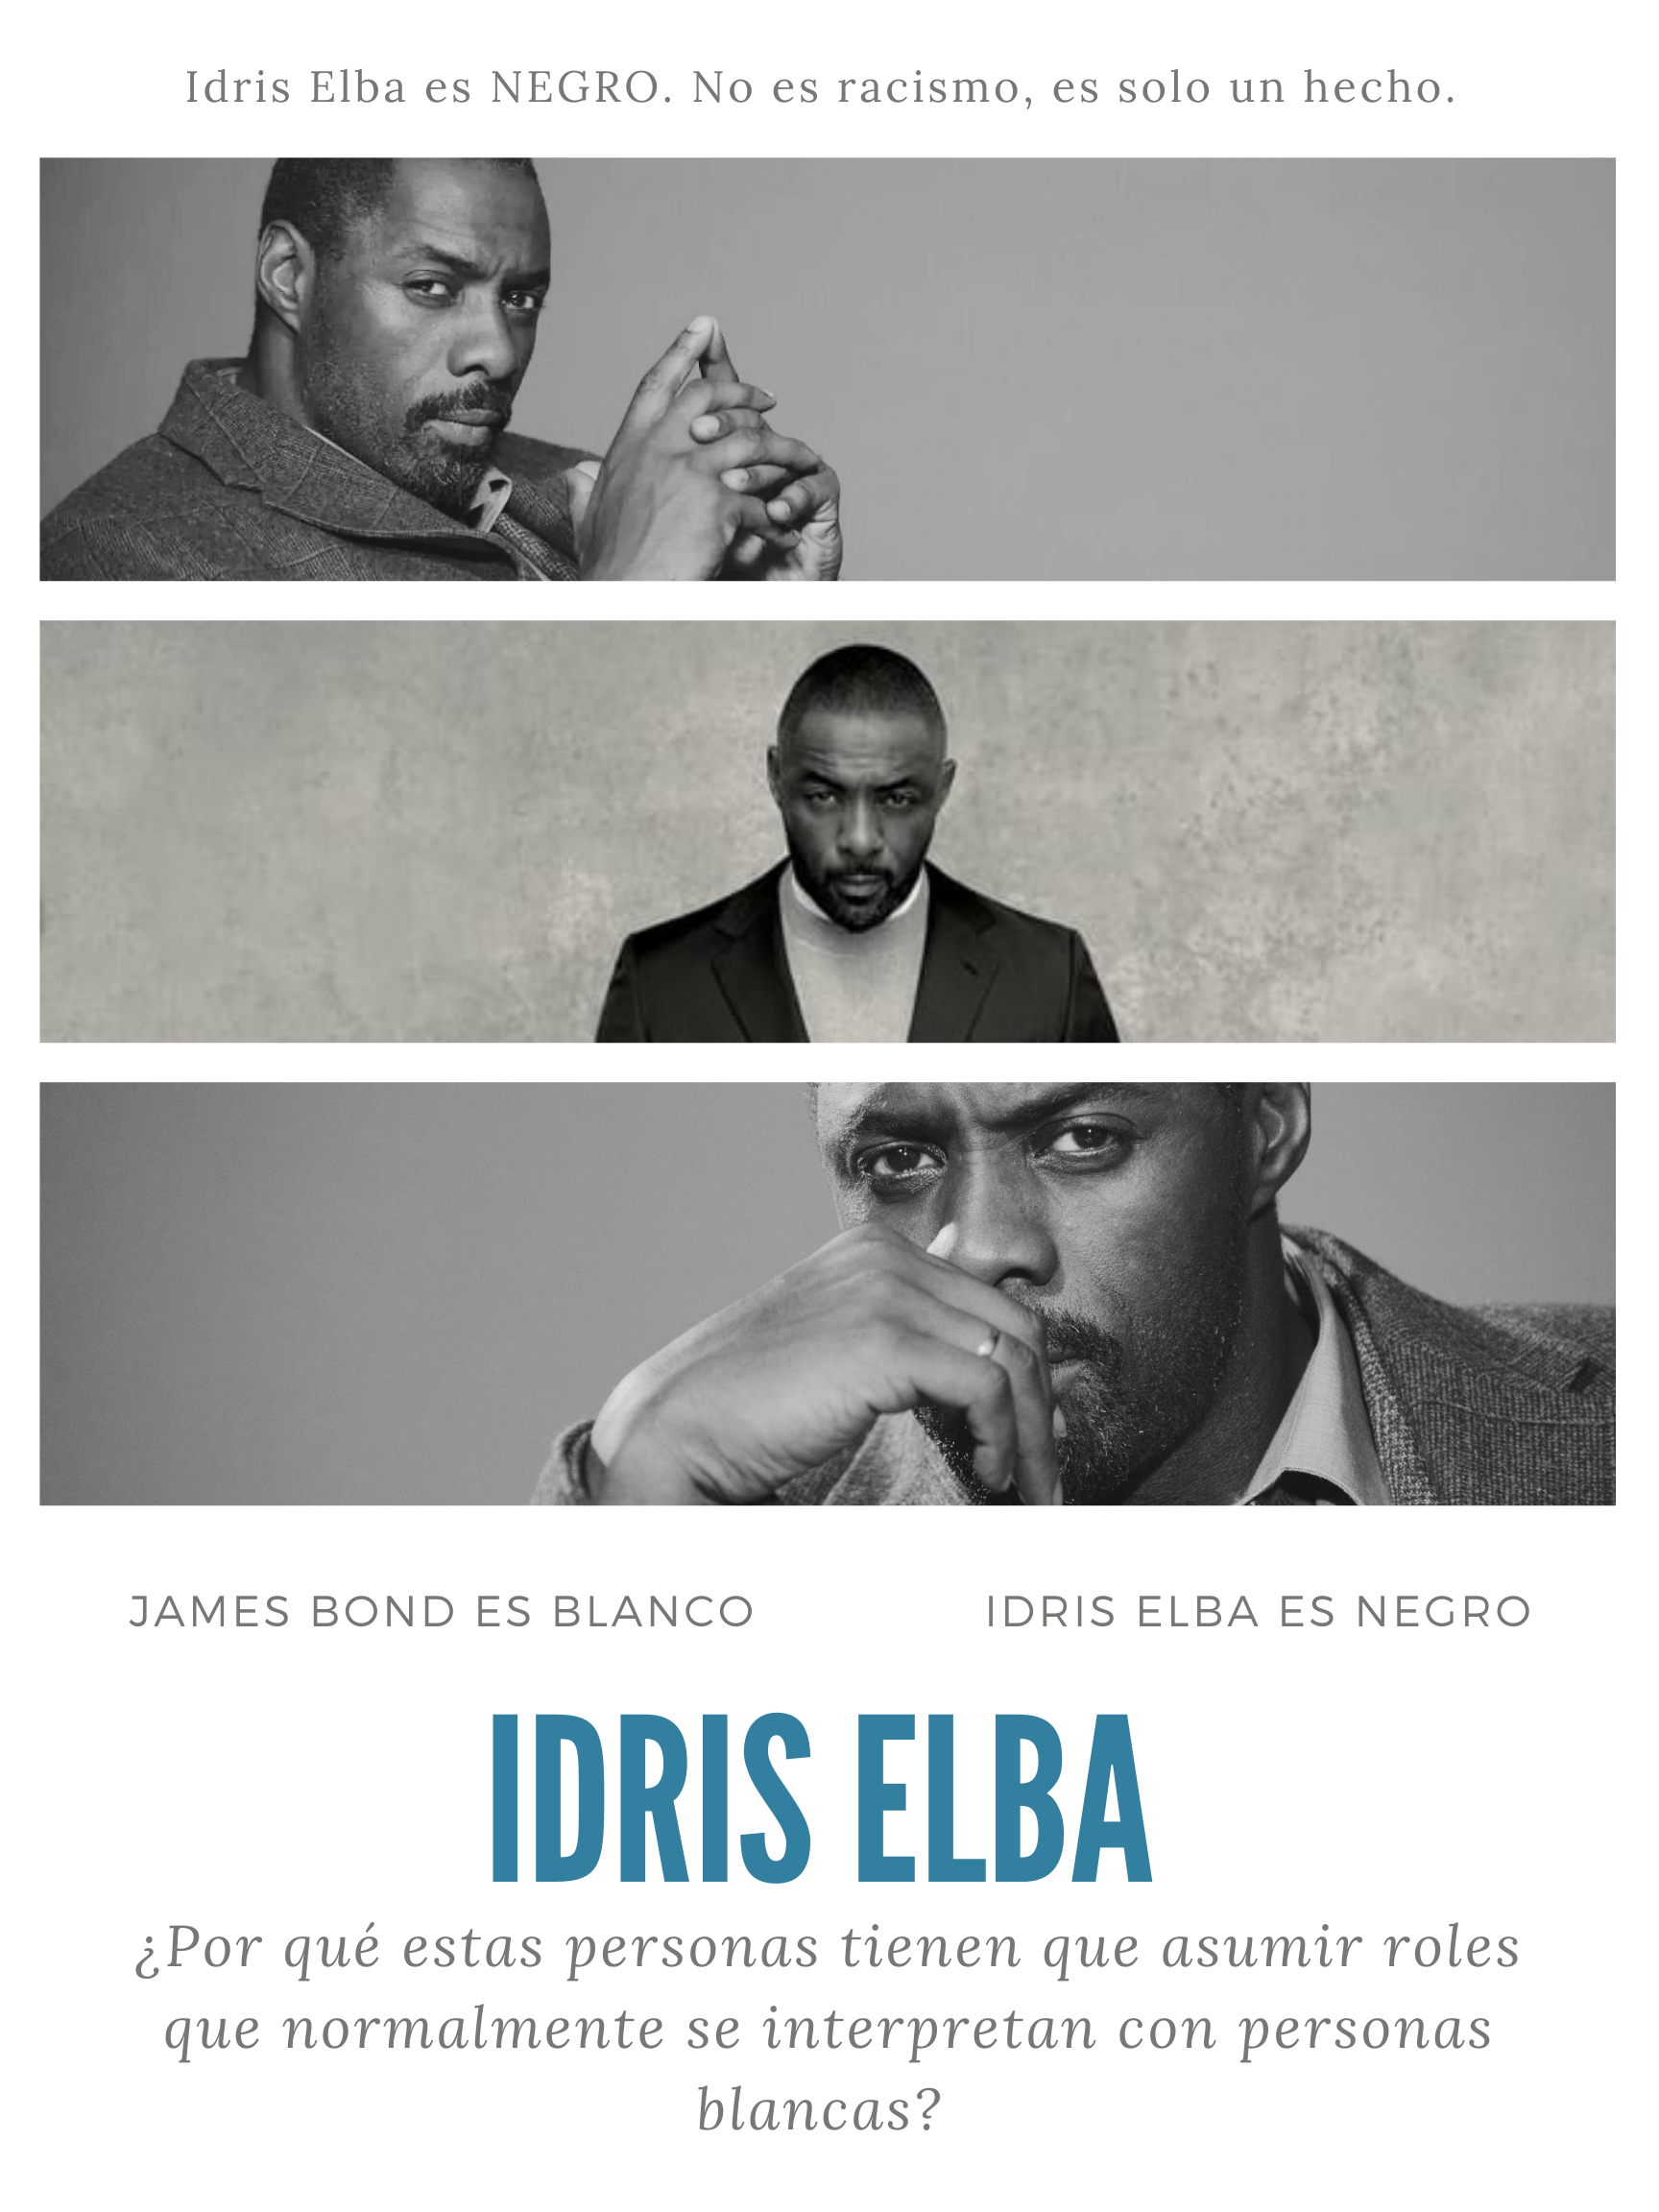 Idris Elba es NEGRO. No es racismo, es solo un hecho.
JAMES BOND ES BLANCO
IDRIS ELBA ES NEGRO
IDRIS ELBA
¿Por qué estas personas tienen que asumir roles
que normalmente se interpretan con personas
blancas?